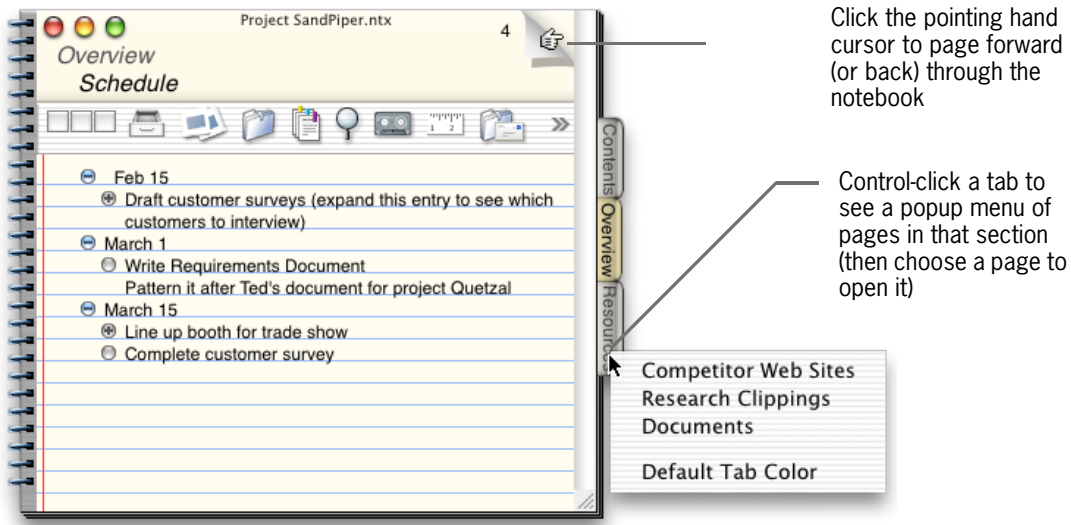 Project SandPiper.ntx
4
Overview
Schedule
1 2
Feb 15
Draft customer surveys (expand this entry to see which
customers to interview)
March 1
Write Requirements Document
Pattern it after Ted's document for project Quetzal
March 15
Line up booth for trade show
Complete customer survey
Contents
Overview
Resources
Competitor Web Sites
Research Clippings
Documents
Default Tab Color
Click the pointing hand
cursor to page forward
(or back) through the
notebook
Control-click a tab to
see a popup menu of
pages in that section
(then choose a page to
open it)